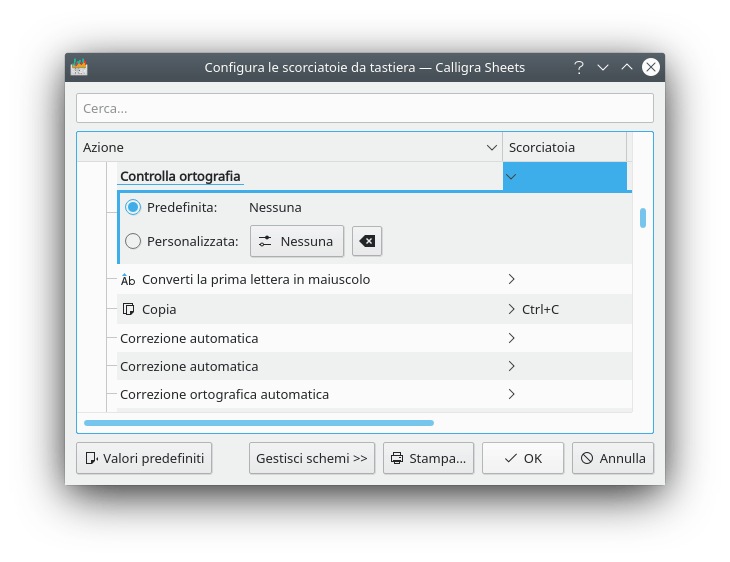 Configura le scorciatoie da tastiera — Calligra Sheets
Cerca...
Azione Scorciatoia
Controlla ortografia
Predefinita: Nessuna
Personalizzata: Nessuna
Converti la prima lettera in maiuscolo
Copia Ctrl+C
Correzione automatica
Correzione automatica
Correzione ortografica automatica
Valori predefiniti Gestisci schemi >> Stampa... OK Annulla